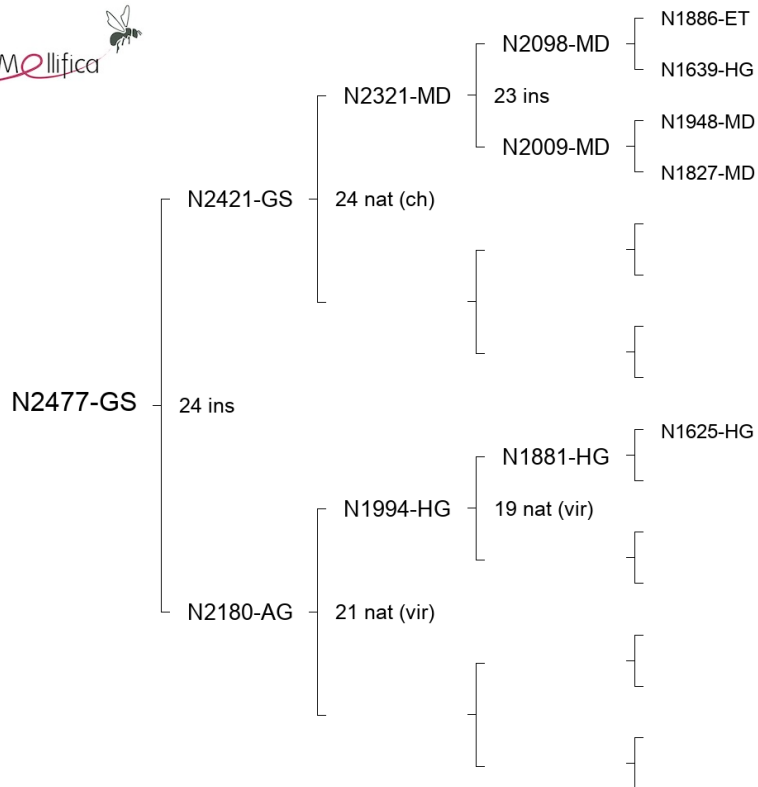 Mellifica
N1886-ET
N2098-MD
N1639-HG
N2321-MD
23 ins
N1948-MD
N2009-MD
N1827-MD
N2421-GS
24 nat (ch)
N2477-GS
24 ins
N1625-HG
N1881-HG
N1994-HG
19 nat (vir)
N2180-AG
21 nat (vir)